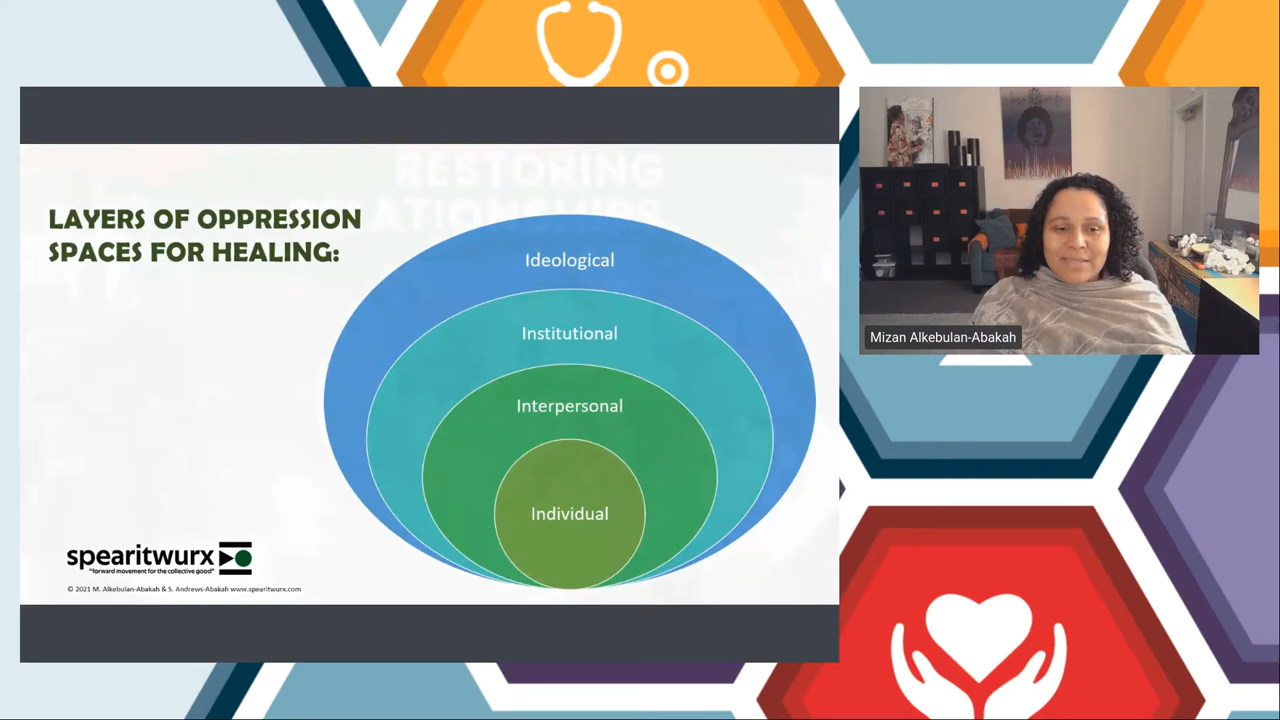 RESTORING
LAYERS OF OPPRESSION
SPACES FOR HEALING:
Ideological
Institutional
Interpersonal
Individual
spearitwurx
"forward movement for the collective good"
© 2021 M. Alkebulan-Abakah & S. Andrews-Abakah www.spearitwurx.com
Mizan Alkebulan-Abakah